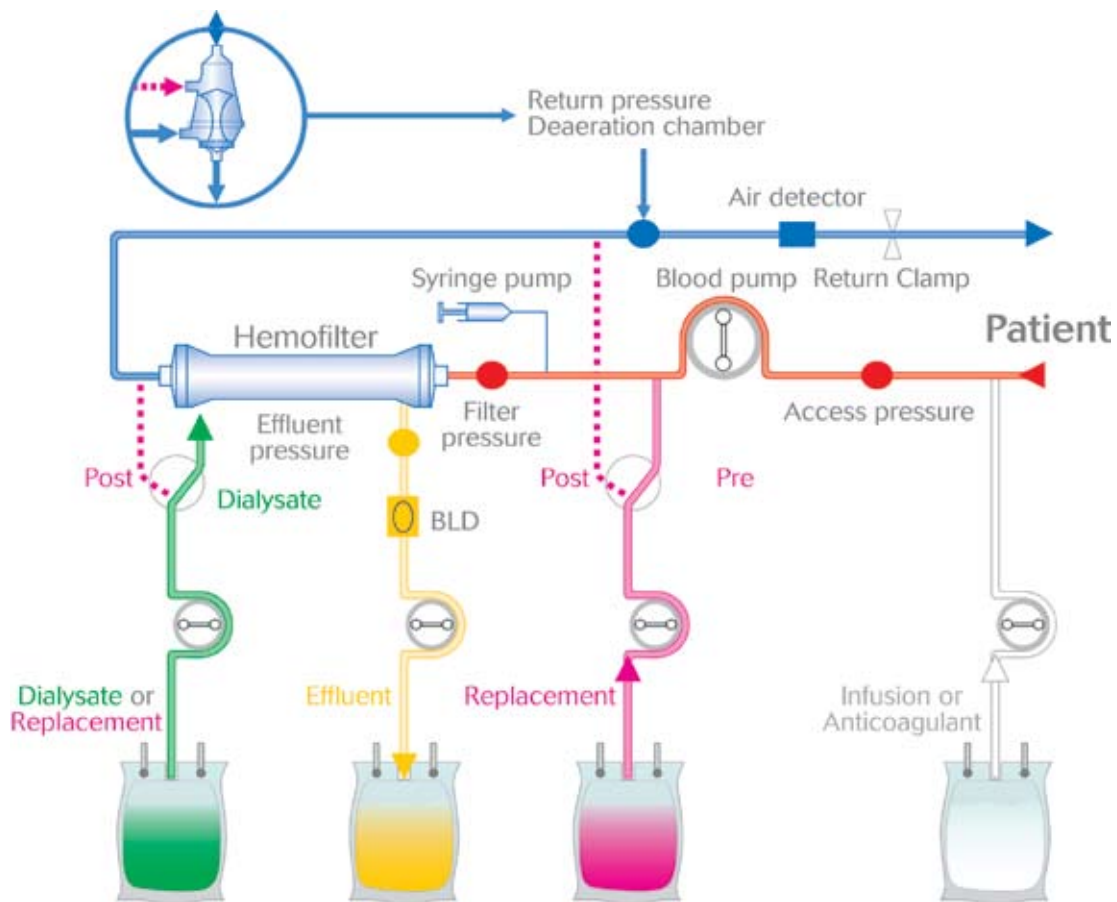 Return pressure
Deaeration chamber
Air detector
Syringe pump
Blood pump
Return Clamp
Hemofilter
Patient
Effluent
pressure
Filter
pressure
Access pressure
Post
Dialysate
BLD
Post
Pre
Dialysate or
Replacement
Effluent
Replacement
Infusion or
Anticoagulant